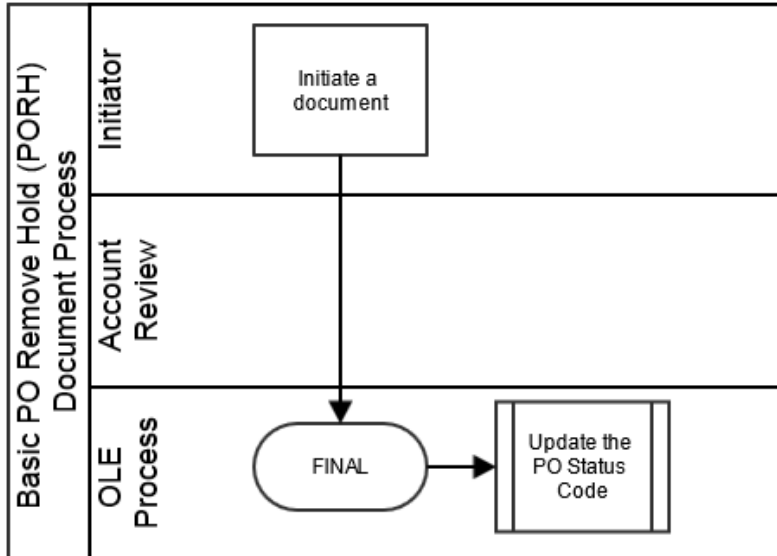 Basic PO Remove Hold (PORH)
Document Process
Initiator
Initiate a
document
Account
Review
OLE
Process
FINAL
Update the
PO Status
Code